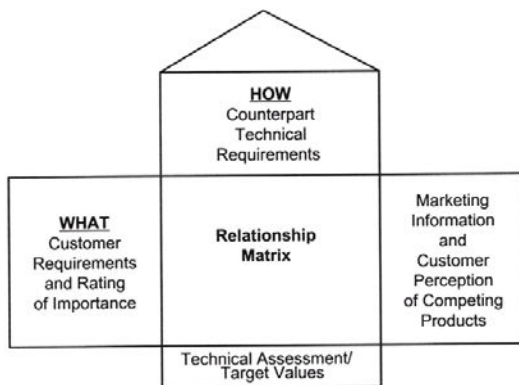 HOW
Counterpart
Technical
Requirements
WHAT
Customer
Requirements
and Rating
of Importance
Relationship
Matrix
Marketing
Information
and
Customer
Perception
of Competing
Products
Technical Assessment/
Target Values